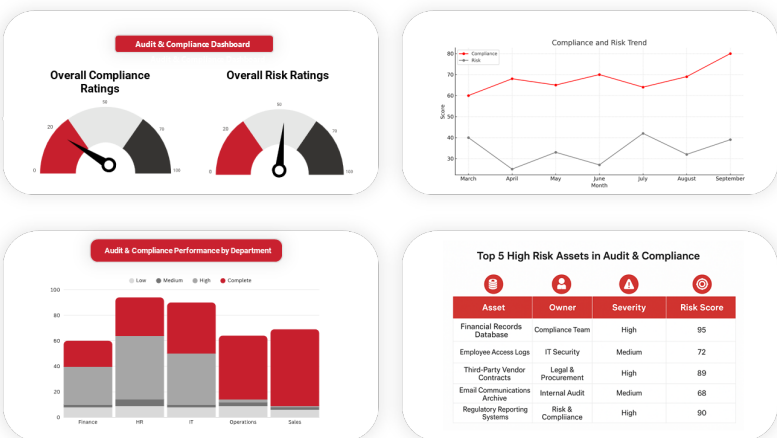 Audit & Compliance Dashboard
Overall Compliance
Ratings
0
20
50
70
100
Overall Risk Ratings
0
20
50
70
100
Compliance and Risk Trend
Compliance
Risk
Score
80
70
60
50
40
30
March
April
May
June
July
August
September
Month
Audit & Compliance Performance by Department
Low
Medium
High
Complete
100
80
60
40
20
0
Finance
HR
IT
Operations
Sales
Top 5 High Risk Assets in Audit & Compliance
Asset Owner Severity Risk Score
Financial Records
Database
Compliance Team High 95
Employee Access Logs IT Security Medium 72
Third-Party Vendor
Contracts
Legal &
Procurement
High 89
Email Communications
Archive
Internal Audit Medium 68
Regulatory Reporting
Systems
Risk &
Compliance
High 90